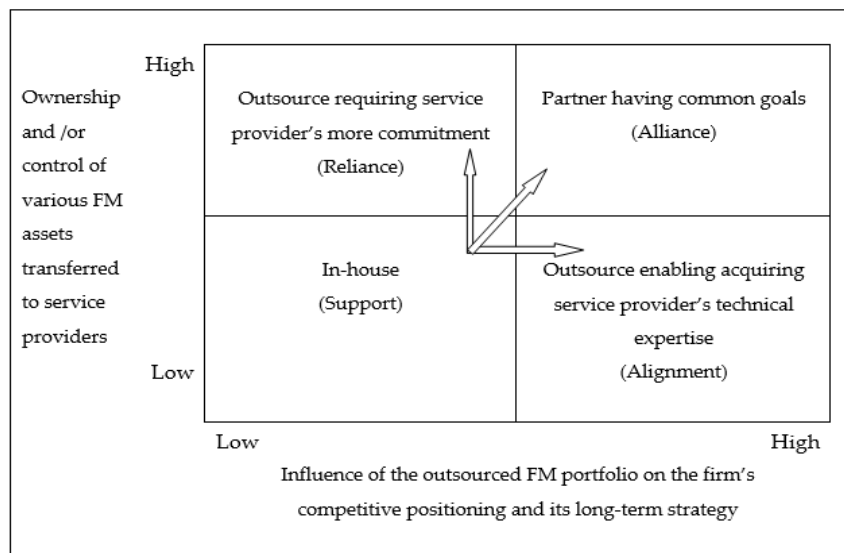 High
Ownership
and /or
control of
various FM
assets
transferred
to service
providers
Low
Outsource requiring service
provider's more commitment
(Reliance)
Partner having common goals
(Alliance)
In-house
(Support)
Outsource enabling acquiring
service provider's technical
expertise
(Alignment)
Low
High
Influence of the outsourced FM portfolio on the firm's
competitive positioning and its long-term strategy